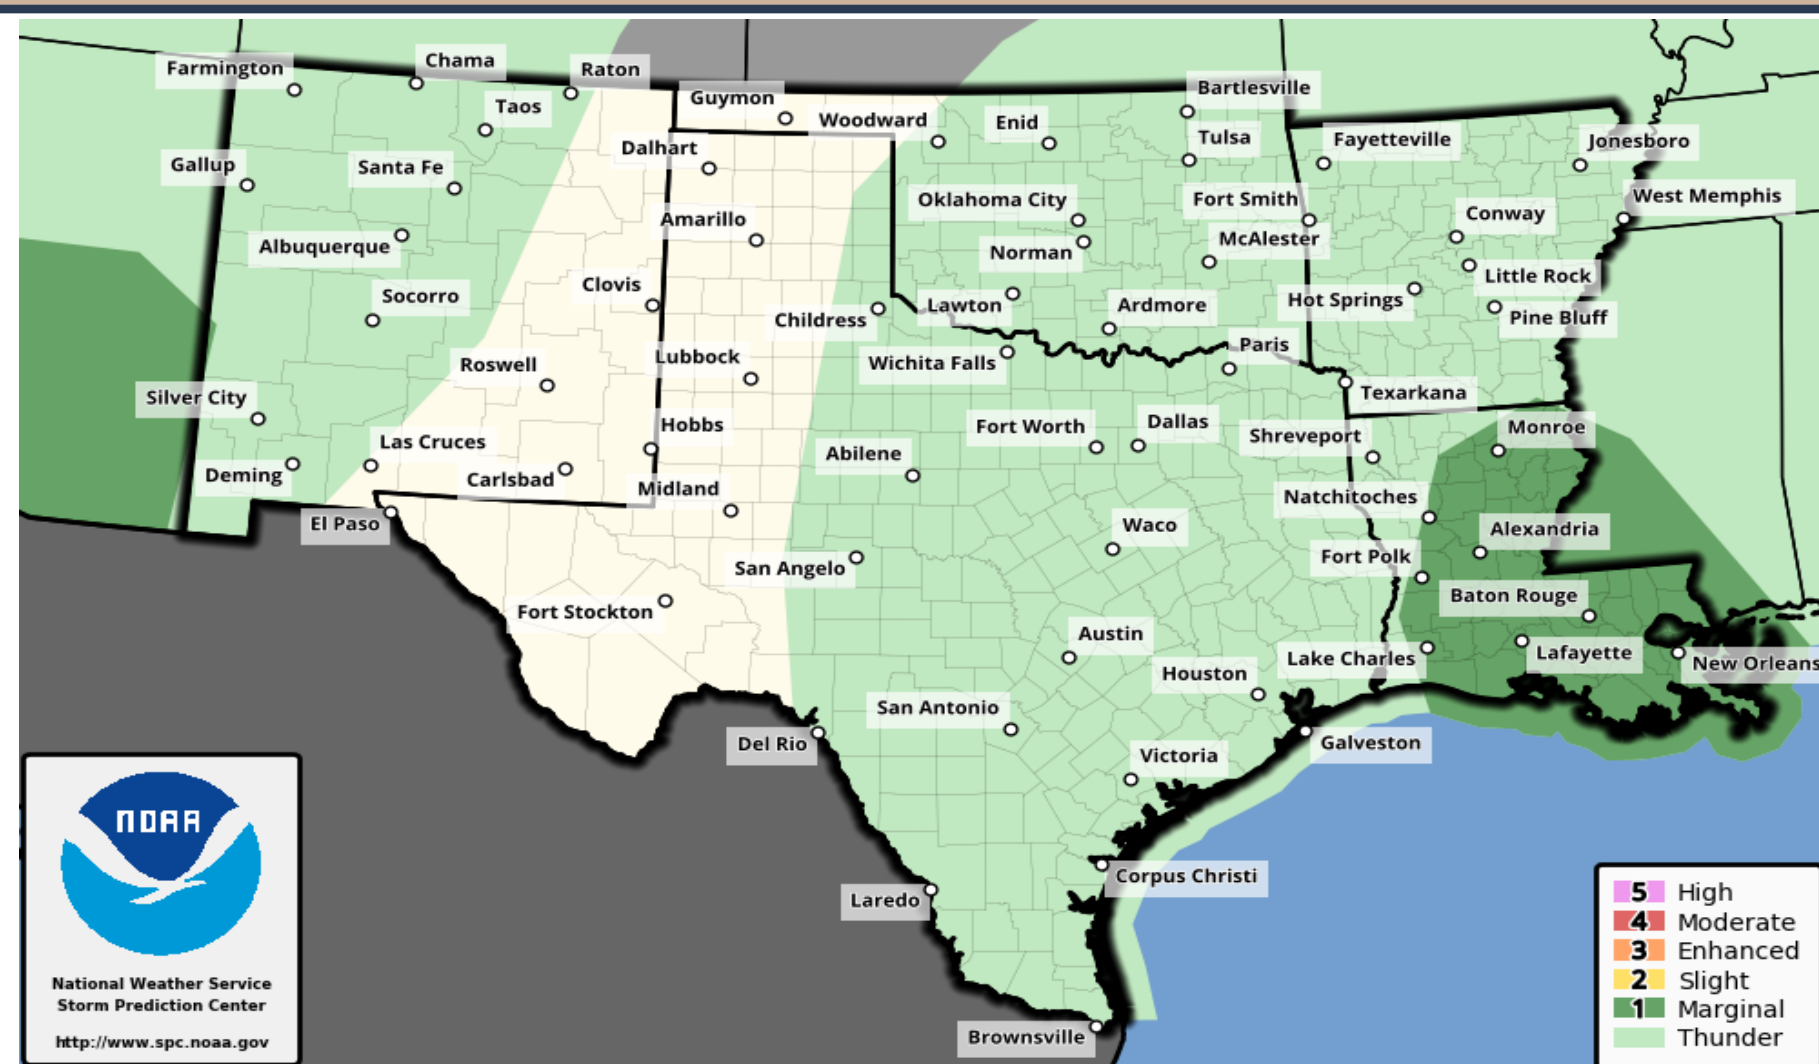 Farmington
Chama
Raton
Taos
Guymon
Woodward
Enid
Bartlesville
Tulsa
Fayetteville
Jonesboro
Gallup
Santa Fe
Dalhart
Oklahoma City
Fort Smith
Conway
West Memphis
Albuquerque
Amarillo
Norman
McAlester
Little Rock
Socorro
Clovis
Childress
Lawton
Ardmore
Hot Springs
Pine Bluff
Roswell
Lubbock
Wichita Falls
Paris
Texarkana
Silver City
Las Cruces
Hobbs
Abilene
Fort Worth
Dallas
Shreveport
Monroe
Deming
Carlsbad
Midland
Natchitoches
El Paso
San Angelo
Waco
Alexandria
Fort Polk
Fort Stockton
Baton Rouge
Austin
Lake Charles
Lafayette
New Orleans
Houston
San Antonio
Del Rio
Galveston
Victoria
Laredo
Corpus Christi
Brownsville
NOAA
National Weather Service
Storm Prediction Center
http://www.spc.noaa.gov
5 High
4 Moderate
3 Enhanced
2 Slight
1 Marginal
Thunder